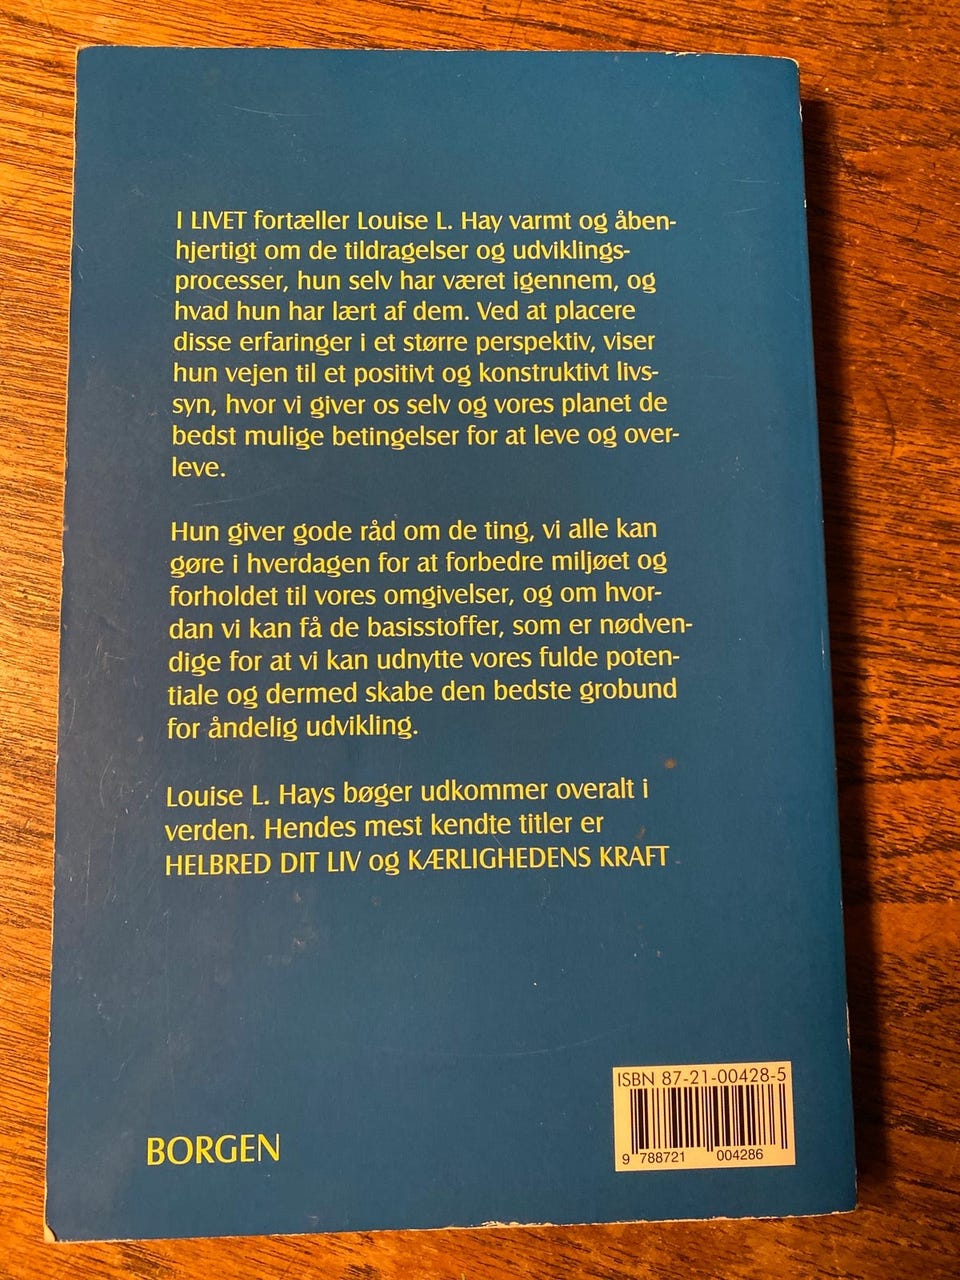 I LIVET fortæller Louise L. Hay varmt og åben-
hjertigt om de tildragelser og udviklings-
processer, hun selv har været igennem, og
hvad hun har lært af dem. Ved at placere
disse erfaringer i et større perspektiv, viser
hun vejen til et positivt og konstruktivt livs-
syn, hvor vi giver os selv og vores planet de
bedst mulige betingelser for at leve og over-
leve.
Hun giver gode råd om de ting, vi alle kan
gøre i hverdagen for at forbedre miljøet og
forholdet til vores omgivelser, og om hvor-
dan vi kan få de basisstoffer, som er nødven-
dige for at vi kan udnytte vores fulde poten-
tiale og dermed skabe den bedste grobund
for åndelig udvikling.
Louise L. Hays bøger udkommer overalt i
verden. Hendes mest kendte titler er
HELBRED DIT LIV og KÆRLIGHEDENS KRAFT
ISBN 87-21-00428-5
9 788721 004286
BORGEN